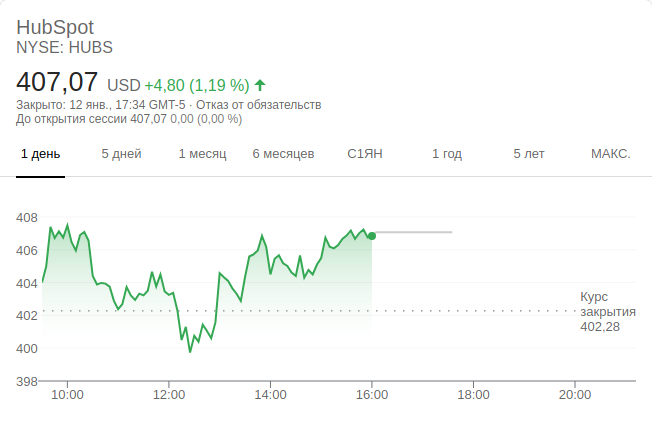 HubSpot
NYSE: HUBS
407,07 USD +4,80 (1,19 %)
Закрыто: 12 янв., 17:34 GMT-5 · Отказ от обязательств
До открытия сессии 407,07 0,00 (0,00 %)
1 день 5 дней 1 месяц 6 месяцев С1ЯН 1 год 5 лет МАКС.
408
406
404
402
400
398
Курс
закрытия
402,28
10:00 12:00 14:00 16:00 18:00 20:00